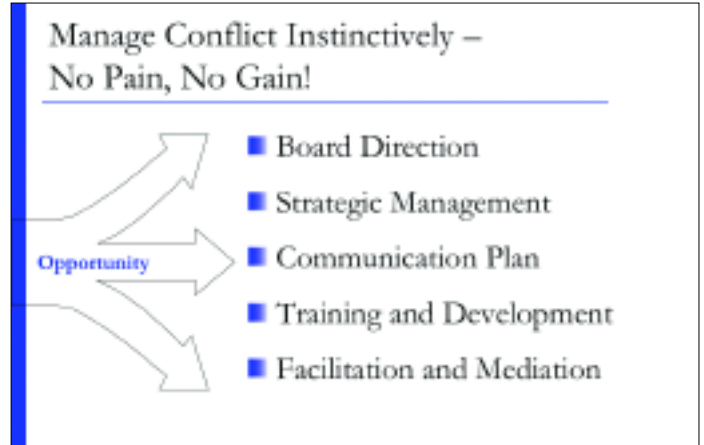 Manage Conflict Instinctively –
No Pain, No Gain!
Board Direction
Strategic Management
Opportunity
Communication Plan
Training and Development
Facilitation and Mediation